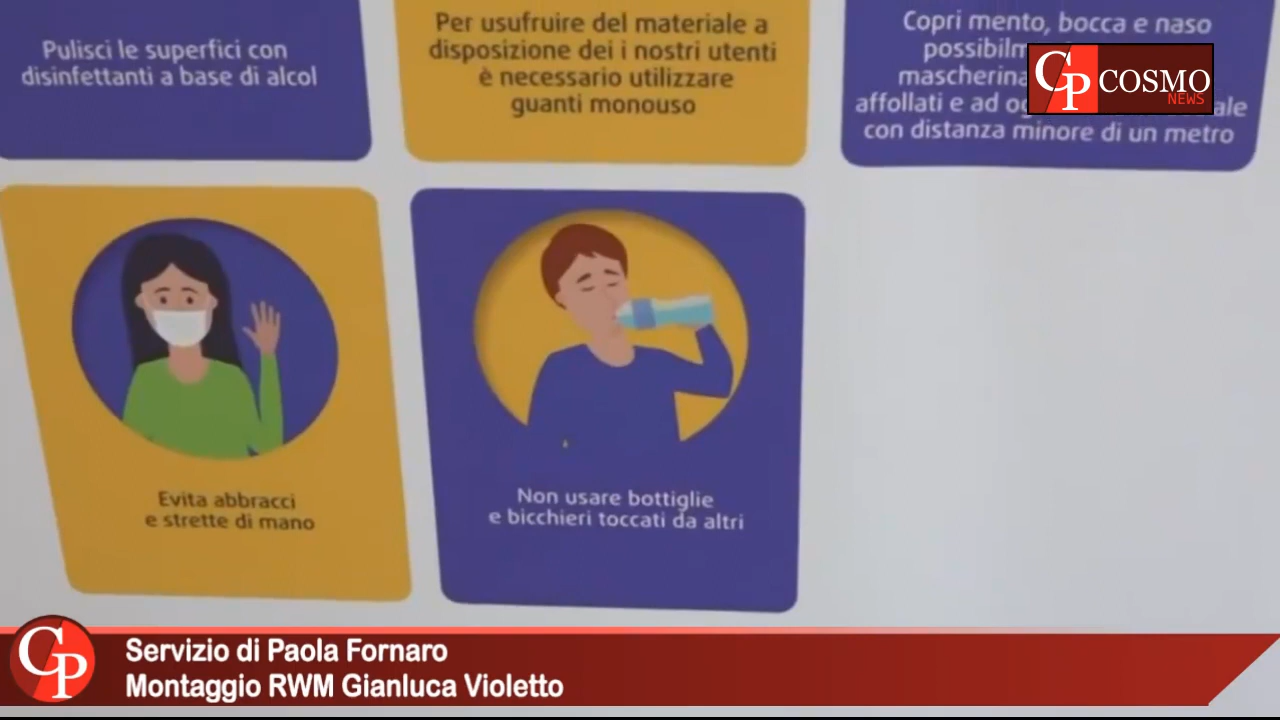 Pulisci le superfici con
disinfettanti a base di alcol
Per usufruire del materiale a
disposizione dei i nostri utenti
è necessario utilizzare
guanti monouso
Copri mento, bocca e naso
mascherina
affollati e ad
con distanza minore di un metro
CP COSMO
NEWS
Evita abbracci
e strette di mano
Non usare bottiglie
e bicchieri toccati da altri
CP
Servizio di Paola Fornaro
Montaggio RWM Gianluca Violetto